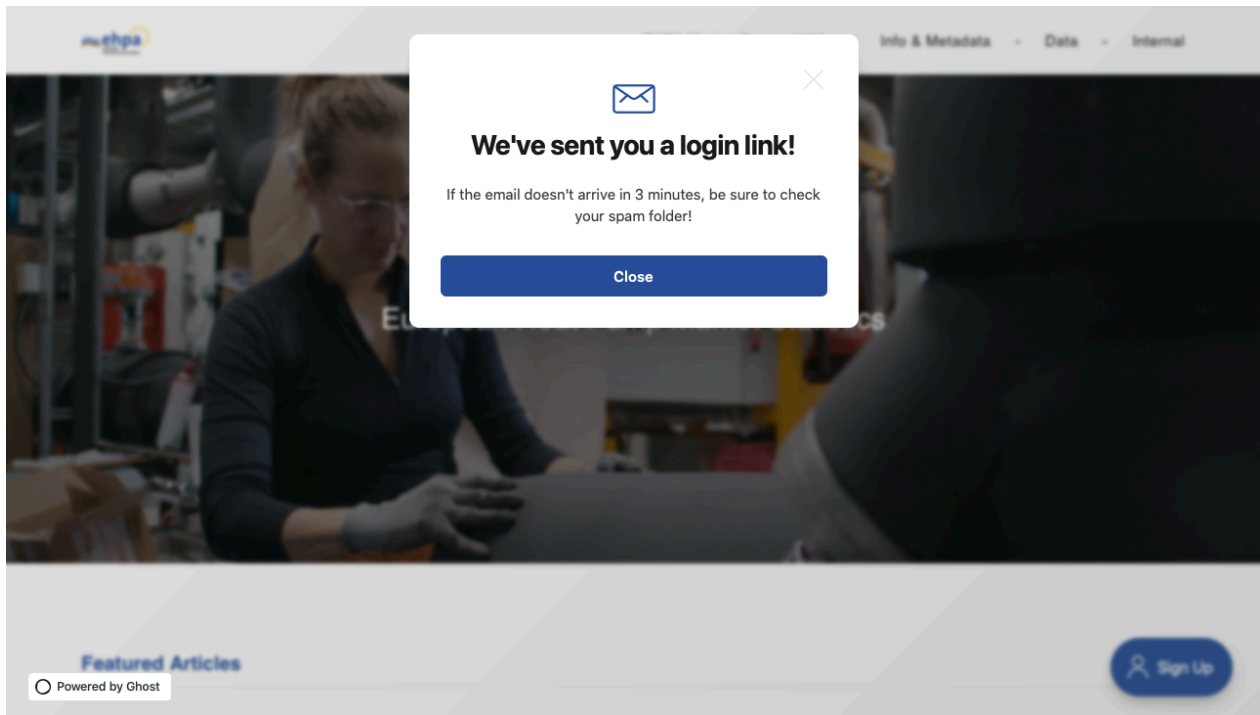 ehpa
Info & Metadata - Data - Internal
We've sent you a login link!
If the email doesn't arrive in 3 minutes, be sure to check
your spam folder!
Close
Featured Articles
Sign Up
Powered by Ghost